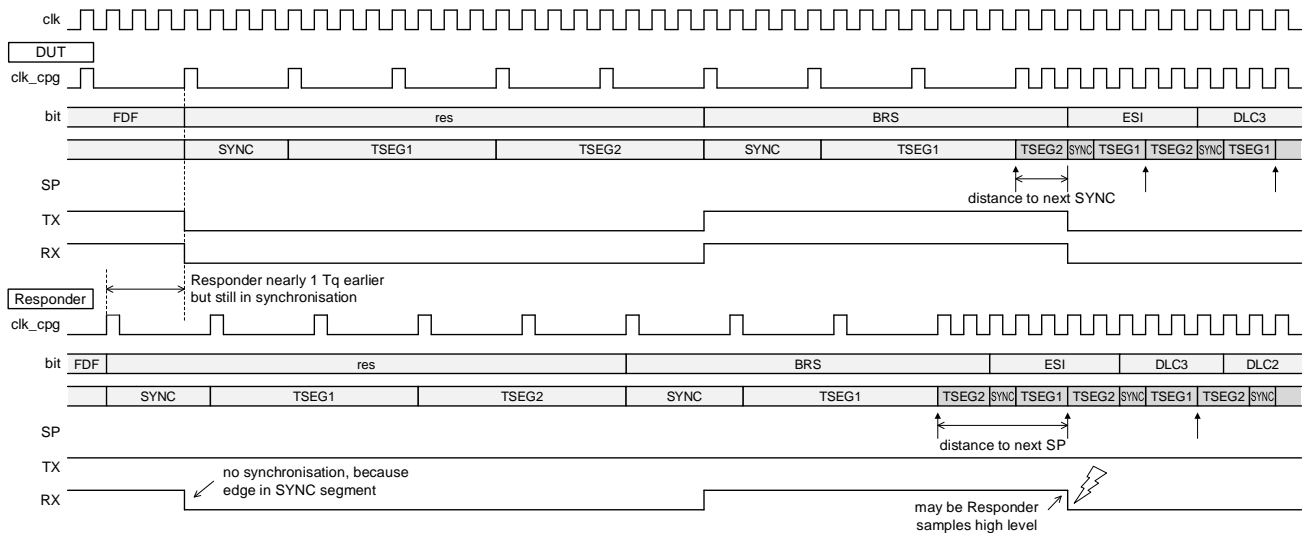 clk
DUT
clk_cpg
bit FDF res BRS ESI DLC3
SYNC TSEG1 TSEG2 SYNC TSEG1 TSEG2 SYNC TSEG1 TSEG2 SYNC TSEG1
SP
distance to next SYNC
TX
RX
Responder nearly 1 Tq earlier
but still in synchronisation
Responder
clk_cpg
bit FDF res BRS ESI DLC3 DLC2
SYNC TSEG1 TSEG2 SYNC TSEG1 TSEG2 SYNC TSEG1 TSEG2 SYNC TSEG1 TSEG2 SYNC
SP
distance to next SP
TX
no synchronisation, because
edge in SYNC segment
RX
may be Responder
samples high level